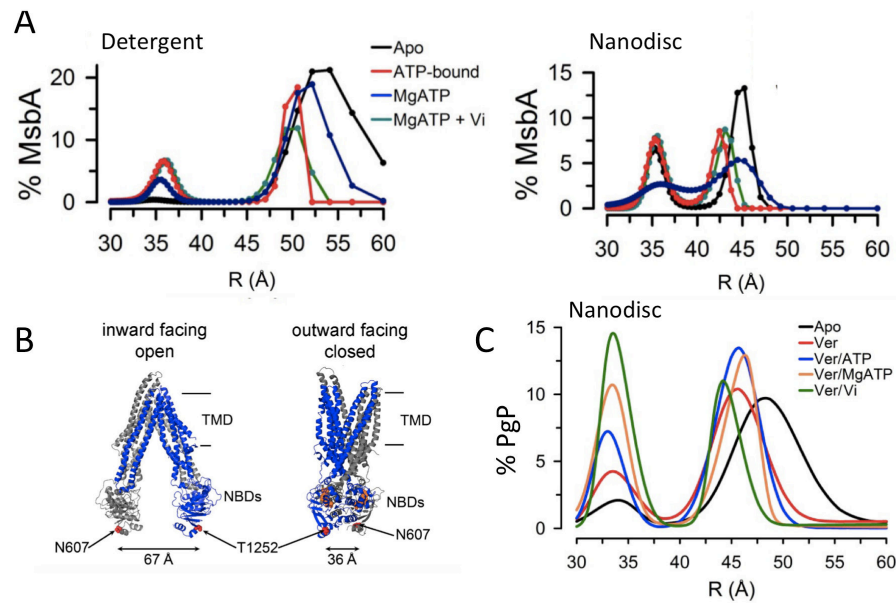 A
Detergent
Apo
ATP-bound
MgATP
MgATP + Vi
% MsbA
20
10
0
30 35 40 45 50 55 60
R (Å)
Nanodisc
% MsbA
15
10
5
0
30 35 40 45 50 55 60
R (Å)
B
inward facing
open
outward facing
closed
TMD
TMD
NBDs
NBDs
N607
T1252
N607
67 Å
36 Å
C
Nanodisc
Apo
Ver
Ver/ATP
Ver/MgATP
Ver/Vi
% PgP
15
10
5
0
30 35 40 45 50 55 60
R (Å)